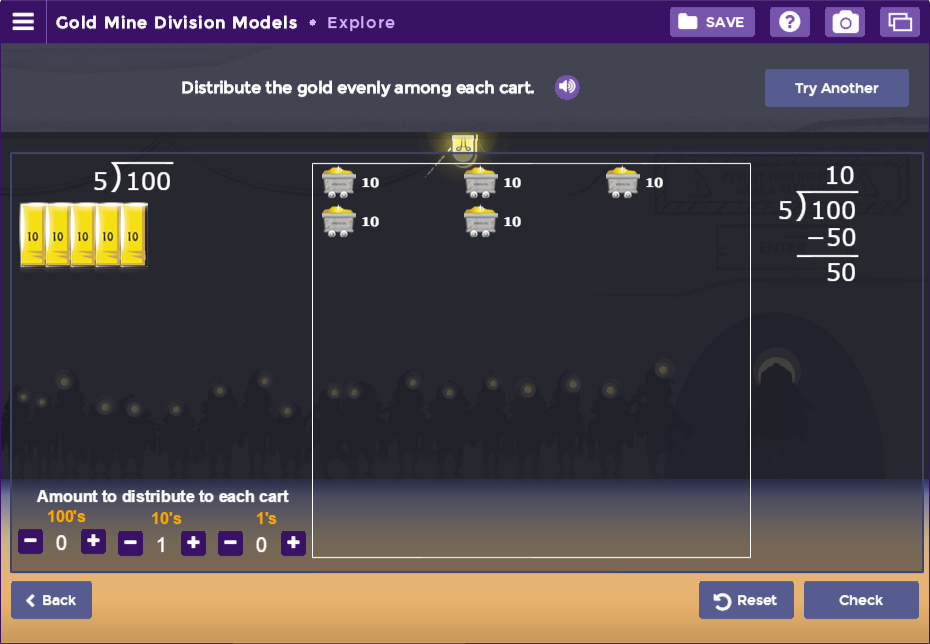 Gold Mine Division Models • Explore
SAVE
?
Distribute the gold evenly among each cart.
Try Another
5)100
10 10 10 10 10
10 10 10
10 10
10
5)100
−50
50
Amount to distribute to each cart
100's 10's 1's
− 0 + − 1 + − 0 +
Back
Reset
Check